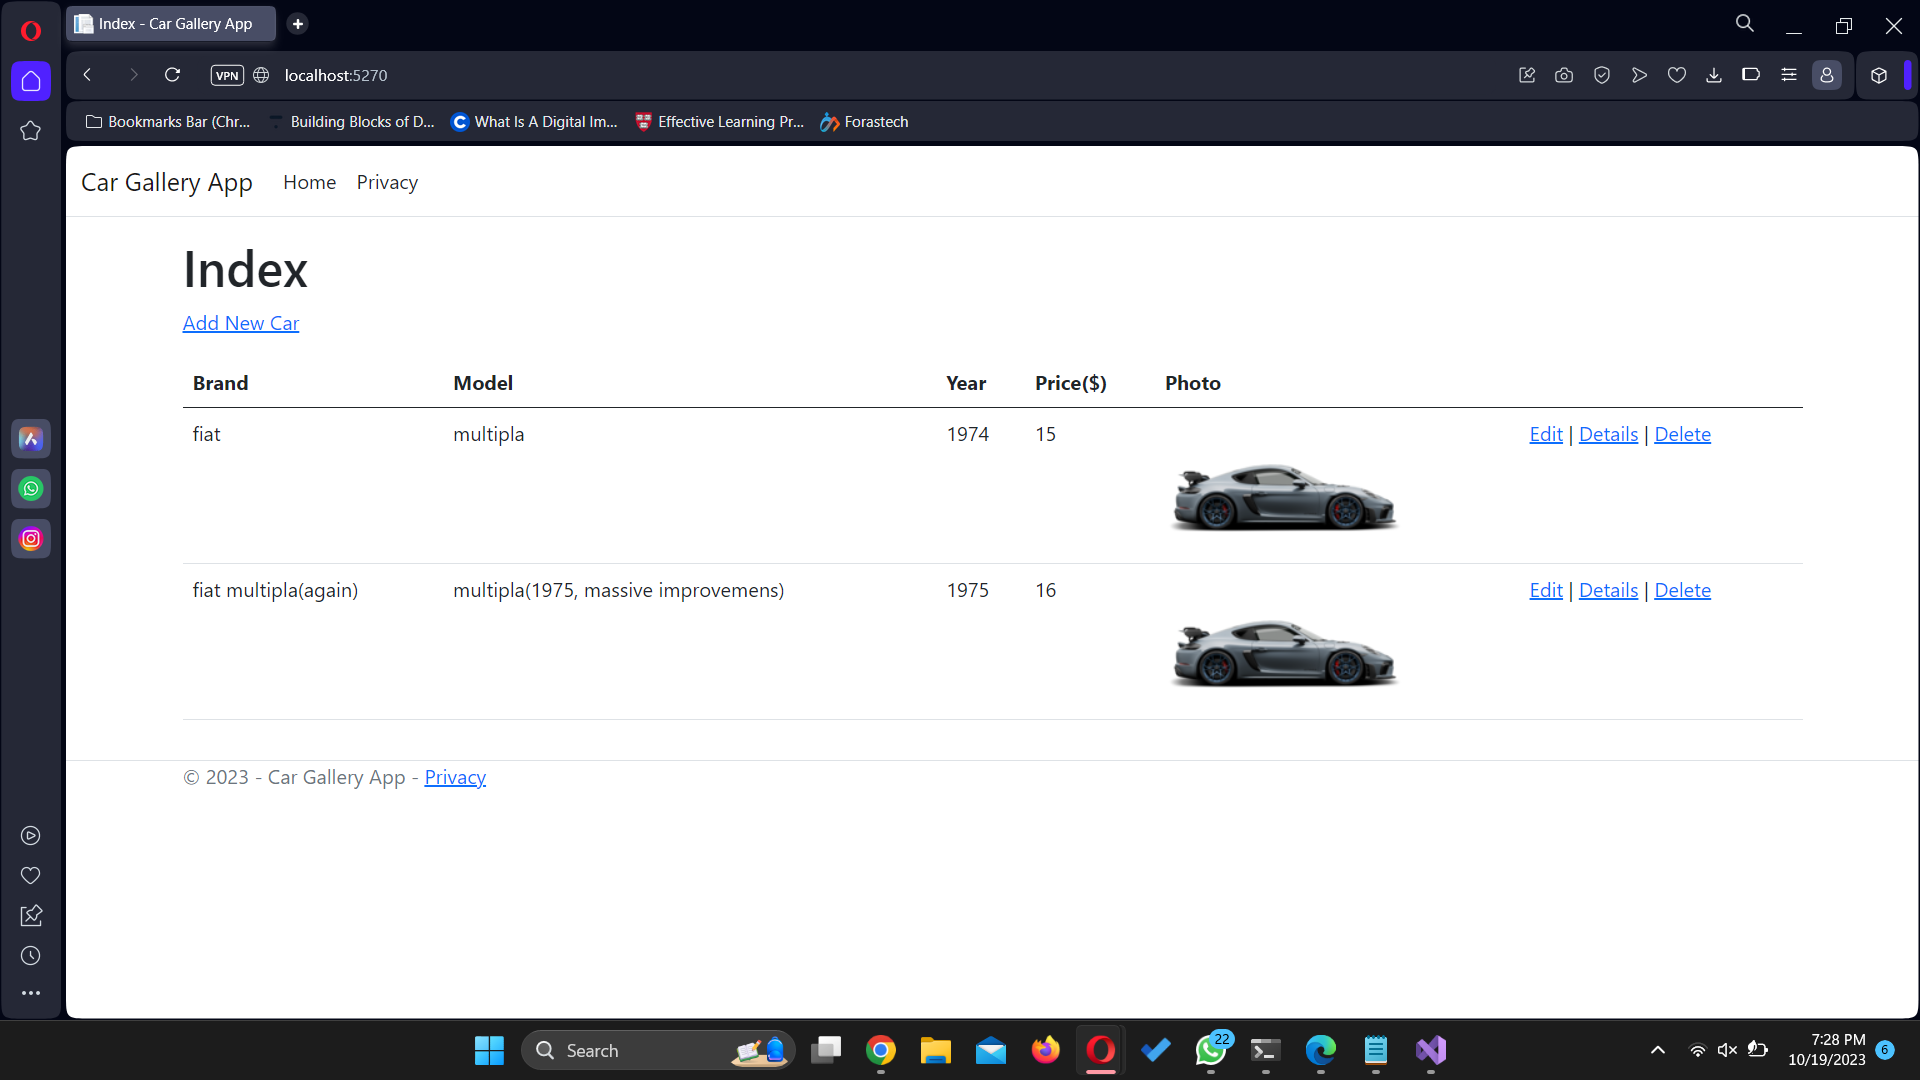 Index - Car Gallery App
VPN localhost:5270
Bookmarks Bar (Chr... Building Blocks of D... What Is A Digital Im... Effective Learning Pr... Forastech
Car Gallery App Home Privacy
Index
Add New Car
Brand Model Year Price($) Photo
fiat multipla 1974 15 Edit | Details | Delete
fiat multipla(again) multipla(1975, massive improvemens) 1975 16 Edit | Details | Delete
© 2023 - Car Gallery App - Privacy
Search 22 7:28 PM
10/19/2023 6